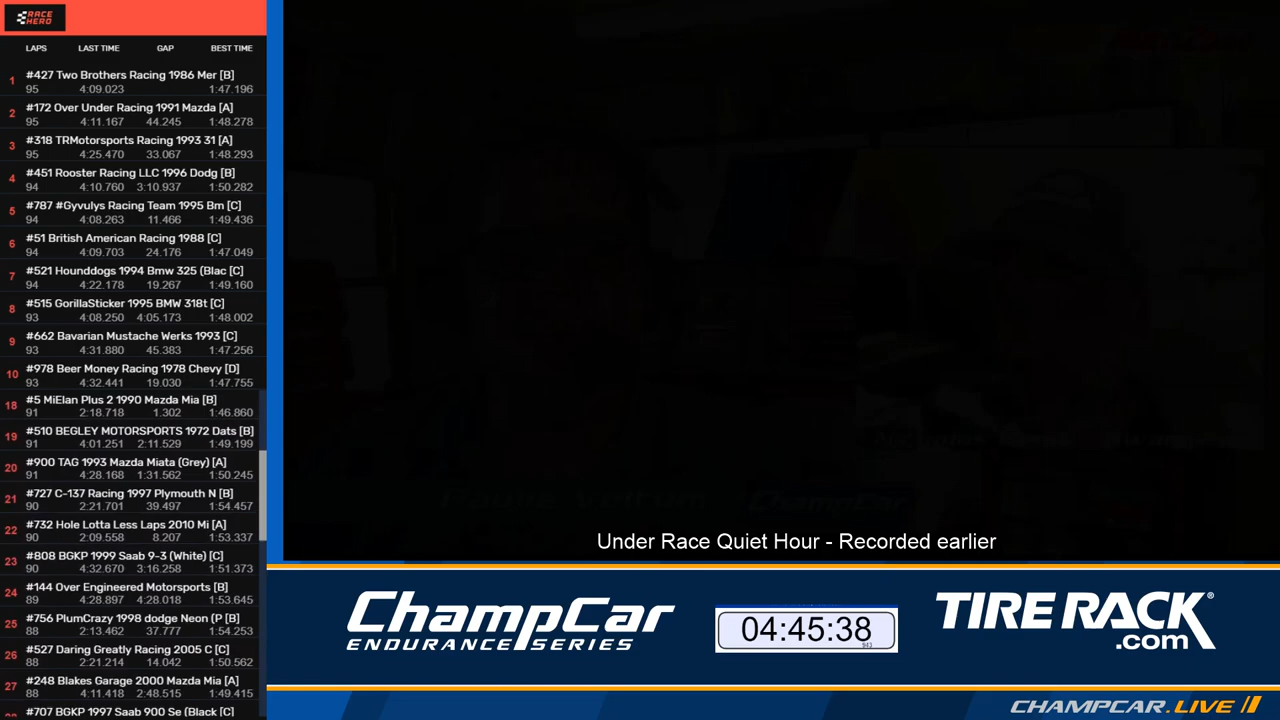 RACE HERO
LAPS LAST TIME GAP BEST TIME
1 #427 Two Brothers Racing 1986 Mer [B]
95 4:09.023 1:47.196
2 #172 Over Under Racing 1991 Mazda [A]
95 4:11.167 44.245 1:48.278
3 #318 TRMotorsports Racing 1993 31 [A]
95 4:25.470 33.067 1:48.293
4 #451 Rooster Racing LLC 1996 Dodg [B]
94 4:10.760 3:10.937 1:50.282
5 #787 #Gyvulys Racing Team 1995 Bm [C]
94 4:08.263 11.466 1:49.436
6 #51 British American Racing 1988 [C]
94 4:09.703 24.176 1:47.049
7 #521 Hounddogs 1994 Bmw 325 (Blac [C]
94 4:22.178 19.267 1:49.160
8 #515 GorillaSticker 1995 BMW 318t [C]
93 4:08.250 4:05.173 1:48.002
9 #662 Bavarian Mustache Werks 1993 [C]
93 4:31.880 45.383 1:47.256
10 #978 Beer Money Racing 1978 Chevy [D]
93 4:32.441 19.030 1:47.755
18 #5 MiElan Plus 2 1990 Mazda Mia [B]
91 2:18.718 1.302 1:46.860
19 #510 BEGLEY MOTORSPORTS 1972 Dats [B]
91 4:01.251 2:11.529 1:49.199
20 #900 TAG 1993 Mazda Miata (Grey) [A]
91 4:28.168 1:31.562 1:50.245
21 #727 C-137 Racing 1997 Plymouth N [B]
90 2:21.701 39.497 1:54.457
22 #732 Hole Lotta Less Laps 2010 Mi [A]
90 2:09.558 8.207 1:53.337
23 #808 BGKP 1999 Saab 9-3 (White) [C]
90 4:32.670 3:16.258 1:51.373
24 #144 Over Engineered Motorsports [B]
89 4:28.897 4:28.018 1:53.645
25 #756 PlumCrazy 1998 dodge Neon (P [B]
88 2:13.462 37.777 1:54.253
26 #527 Daring Greatly Racing 2005 C [C]
88 2:21.214 14.042 1:50.562
27 #248 Blakes Garage 2000 Mazda Mia [A]
88 4:11.418 2:48.515 1:49.415
#707 BGKP 1997 Saab 900 Se (Black [C]
Under Race Quiet Hour - Recorded earlier
ChampCar
ENDURANCE SERIES
04:45:38
TIRE RACK®
.com
CHAMPCAR.LIVE